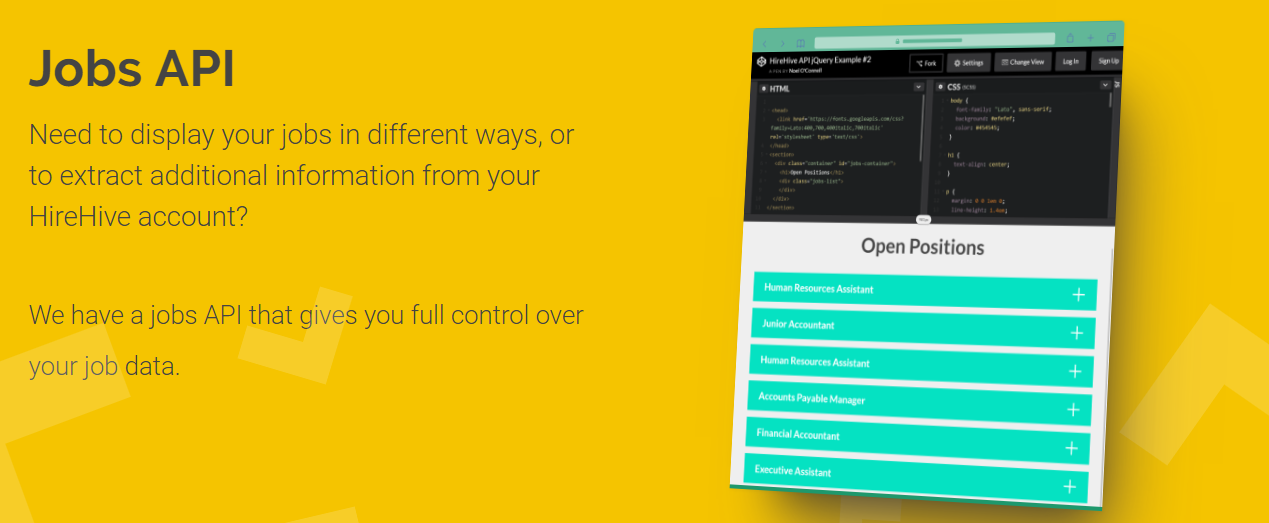 Jobs API
Need to display your jobs in different ways, or
to extract additional information from your
HireHive account?
We have a jobs API that gives you full control over
your job data.
HireHive API jQuery Example #2
A PEN BY Noel O'Connell
Fork
Settings
Change View
Log In
Sign Up
HTML
<head>
<link href="https://fonts.googleapis.com/css?
family=Lato:400,700,400italic,700italic"
rel="stylesheet" type="text/css">
</head>
<section>
<div class="container" id="jobs-container">
<h1>Open Positions</h1>
<div class="jobs-list">
</div>
</div>
</section>
CSS (SCSS)
body {
font-family: "Lato", sans-serif;
background: #efefef;
color: #454545;
}
h1 {
text-align: center;
}
p {
margin: 0 0 1em 0;
line-height: 1.4em;
Open Positions
Human Resources Assistant
Junior Accountant
Human Resources Assistant
Accounts Payable Manager
Financial Accountant
Executive Assistant